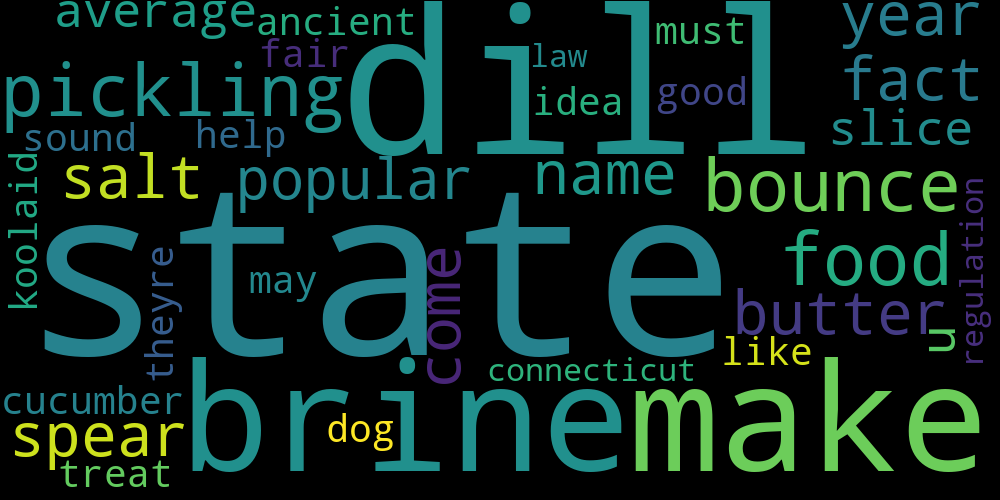 average
ancient
dill
must
year
fair
law
pickling
idea
good
fact
sound
help
slice
koolaid
salt
popular
name
bounce
state
theyre
may
come
food
regulation
butter
u
connecticut
like
cucumber
brine
make
spear
dog
treat